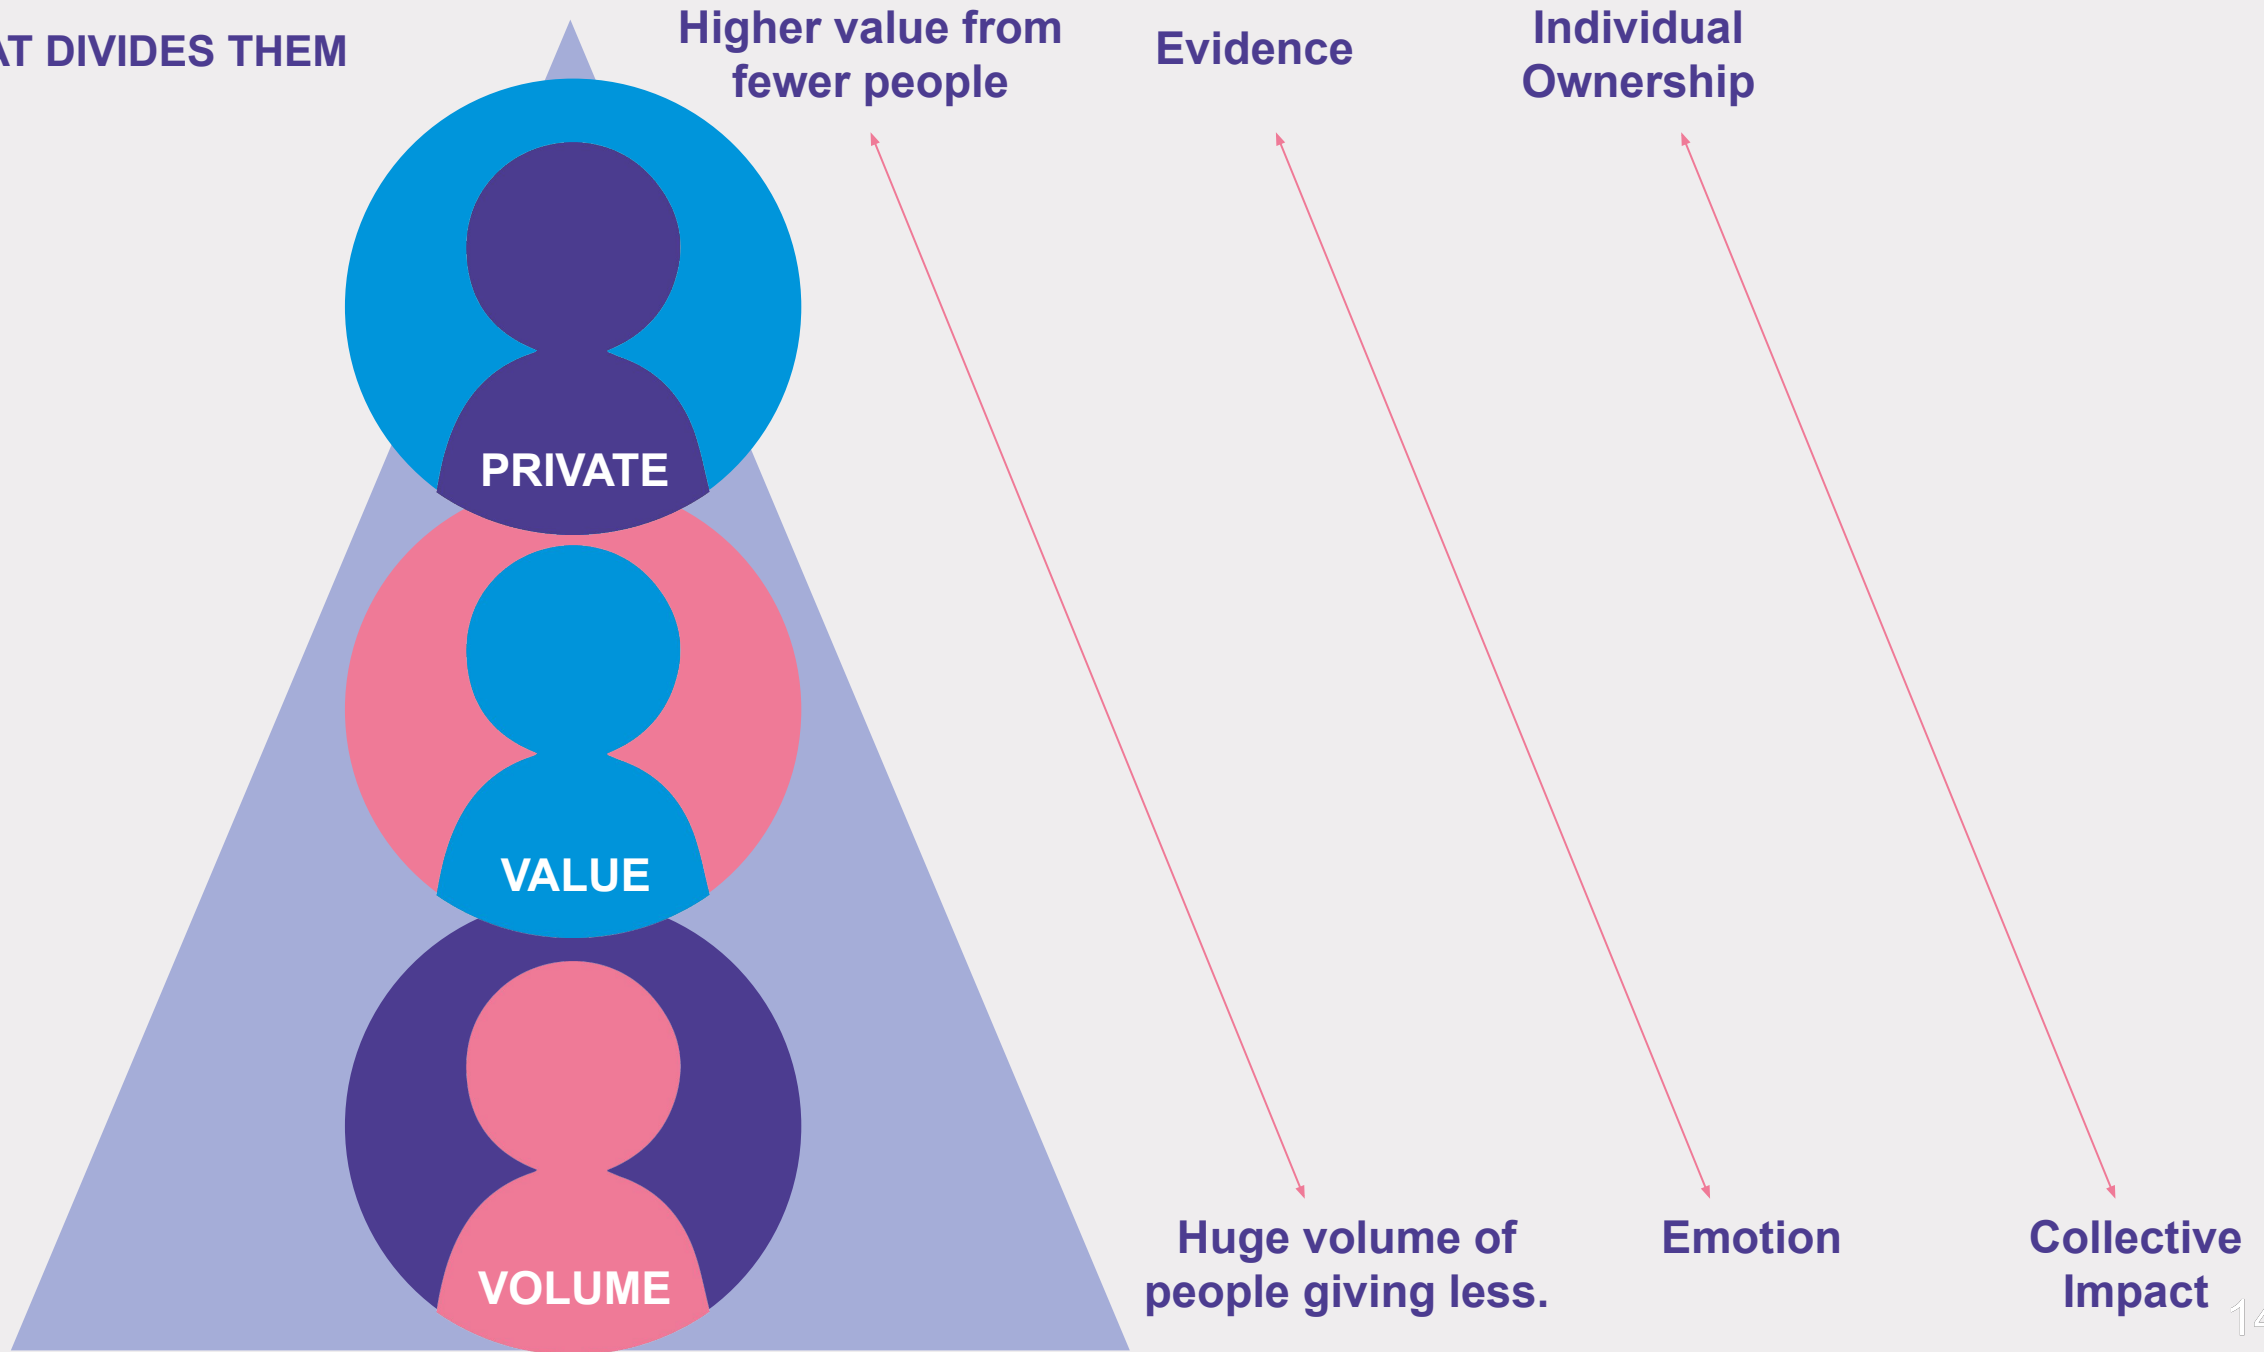 AT DIVIDES THEM
Higher value from
fewer people
Evidence
Individual
Ownership
PRIVATE
VALUE
VOLUME
Huge volume of
people giving less.
Emotion
Collective
Impact
14